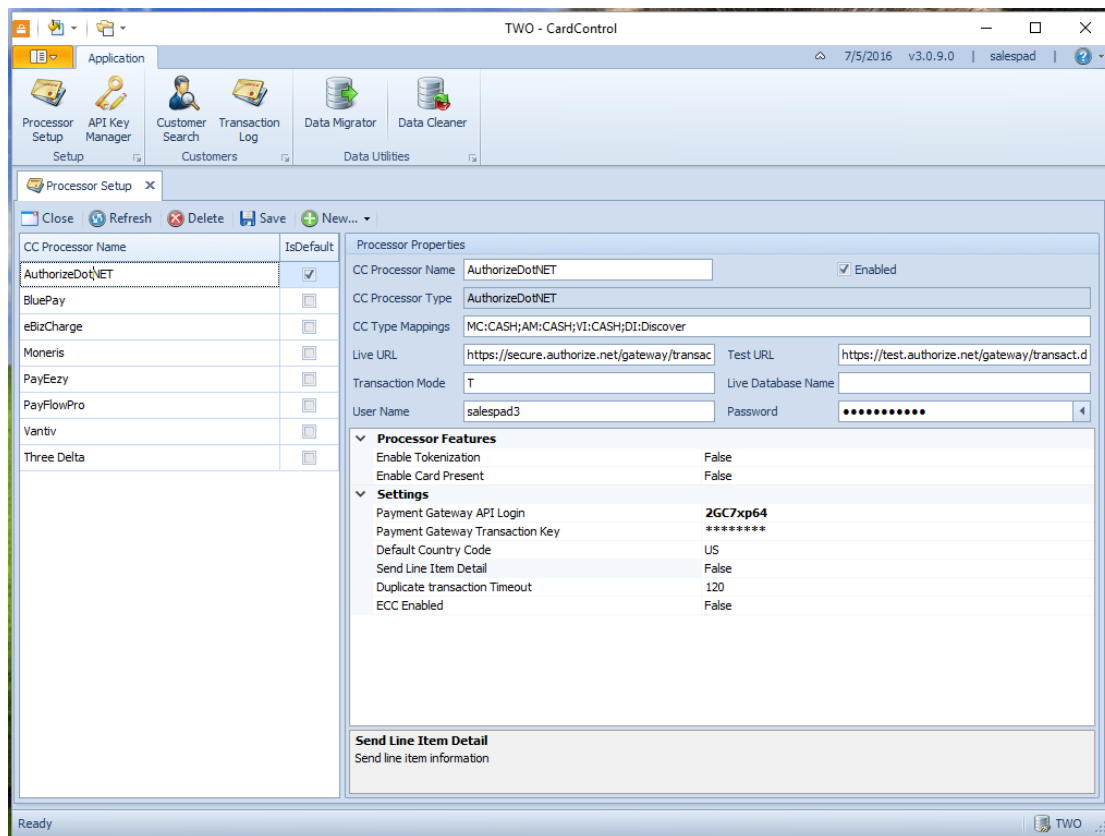 TWO - CardControl
Application
7/5/2016 v3.0.9.0 | salespad |
Processor Setup
API Key Manager
Customer Search
Transaction Log
Data Migrator
Data Cleaner
Setup
Customers
Data Utilities
Processor Setup
Close Refresh Delete Save New...
CC Processor Name IsDefault
AuthorizeDotNET
BluePay
eBizCharge
Moneris
PayEezy
PayFlowPro
Vantiv
Three Delta
Processor Properties
CC Processor Name AuthorizeDotNET Enabled
CC Processor Type AuthorizeDotNET
CC Type Mappings MC:CASH;AM:CASH;VI:CASH;DI:Discover
Live URL https://secure.authorize.net/gateway/transac Test URL https://test.authorize.net/gateway/transact.d
Transaction Mode T Live Database Name
User Name salespad3 Password ●●●●●●●●●●●
Processor Features
Enable Tokenization False
Enable Card Present False
Settings
Payment Gateway API Login 2GC7xp64
Payment Gateway Transaction Key ********
Default Country Code US
Send Line Item Detail False
Duplicate transaction Timeout 120
ECC Enabled False
Send Line Item Detail
Send line item information
Ready TWO